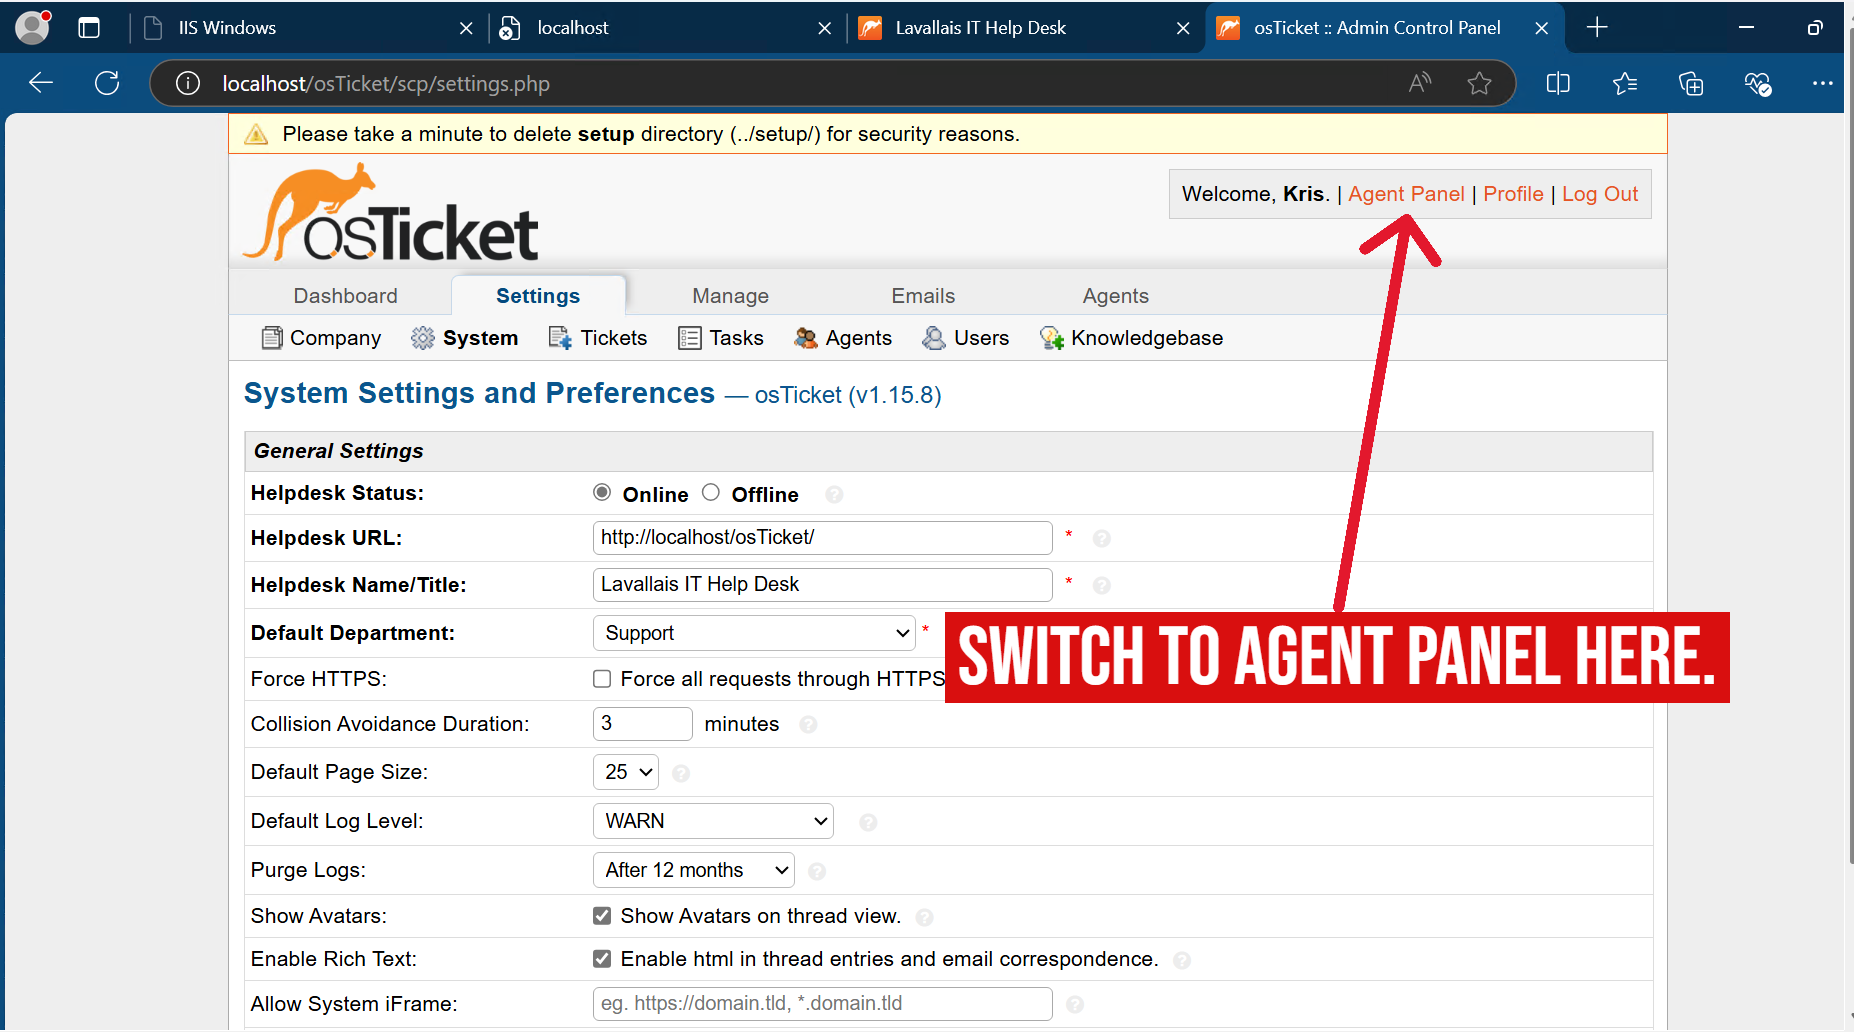 IIS Windows
localhost
Lavallais IT Help Desk
osTicket :: Admin Control Panel
localhost/osTicket/scp/settings.php
Please take a minute to delete setup directory (../setup/) for security reasons.
osTicket
Welcome, Kris. | Agent Panel | Profile | Log Out
Dashboard Settings Manage Emails Agents
Company System Tickets Tasks Agents Users Knowledgebase
System Settings and Preferences — osTicket (v1.15.8)
General Settings
Helpdesk Status: Online Offline ?
Helpdesk URL: http://localhost/osTicket/ * ?
Helpdesk Name/Title: Lavallais IT Help Desk * ?
Default Department: Support *
SWITCH TO AGENT PANEL HERE.
Force HTTPS: Force all requests through HTTPS
Collision Avoidance Duration: 3 minutes ?
Default Page Size: 25 ?
Default Log Level: WARN ?
Purge Logs: After 12 months ?
Show Avatars: Show Avatars on thread view. ?
Enable Rich Text: Enable html in thread entries and email correspondence. ?
Allow System iFrame: eg. https://domain.tld, *.domain.tld ?